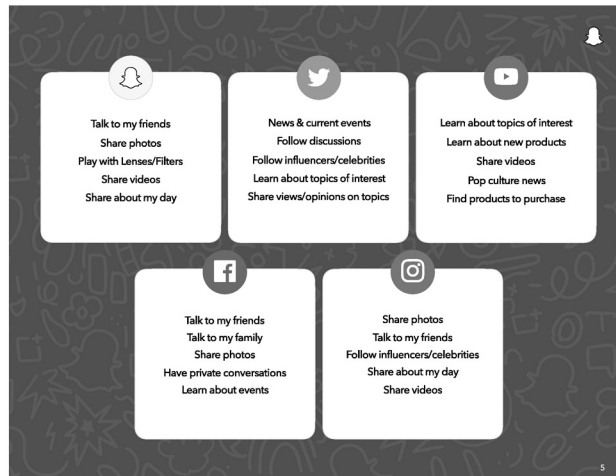 Talk to my friends
Share photos
Play with Lenses/Filters
Share videos
Share about my day
News & current events
Follow discussions
Follow influencers/celebrities
Learn about topics of interest
Share views/opinions on topics
Learn about topics of interest
Learn about new products
Share videos
Pop culture news
Find products to purchase
Talk to my friends
Talk to my family
Share photos
Have private conversations
Learn about events
Share photos
Talk to my friends
Follow influencers/celebrities
Share about my day
Share videos
5